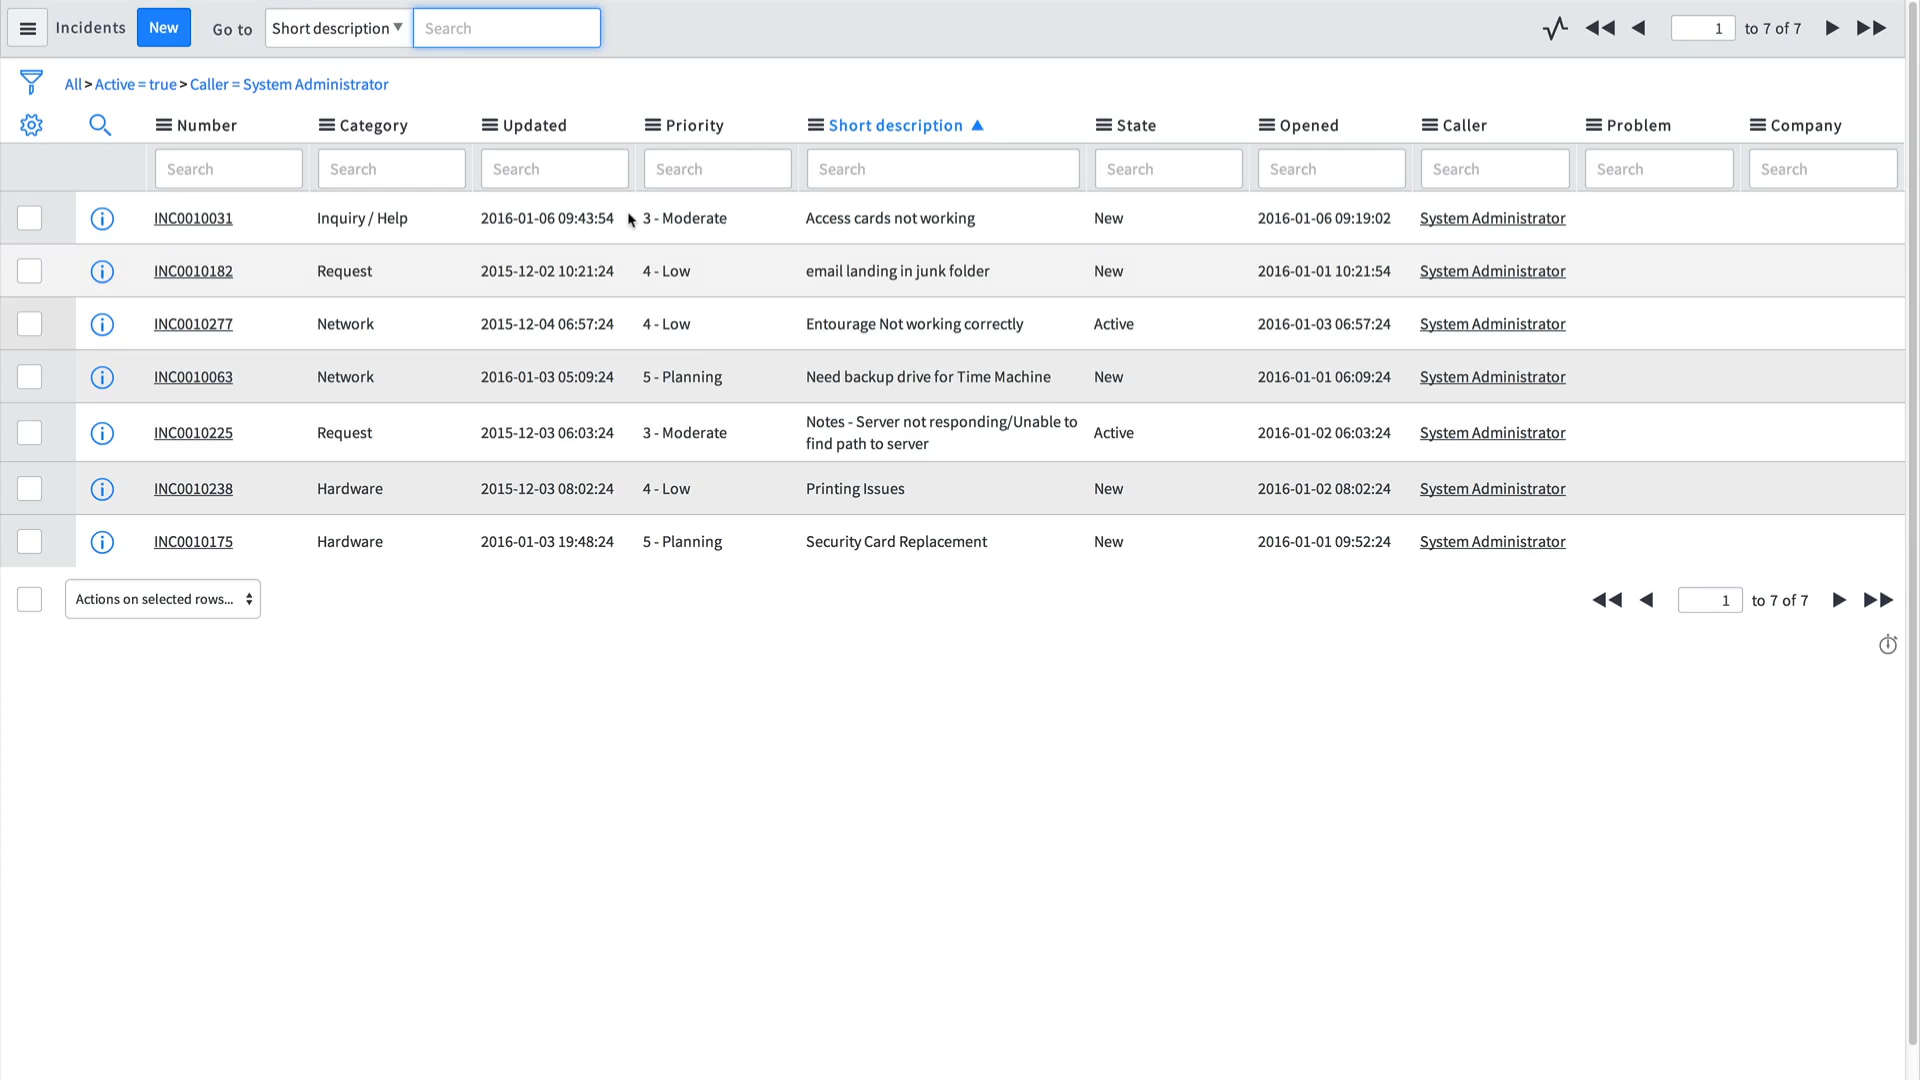 Incidents New Go to Short description Search 1 to 7 of 7
All > Active = true > Caller = System Administrator
Number Category Updated Priority Short description State Opened Caller Problem Company
Search Search Search Search Search Search Search Search Search Search
INC0010031 Inquiry / Help 2016-01-06 09:43:54 3 - Moderate Access cards not working New 2016-01-06 09:19:02 System Administrator
INC0010182 Request 2015-12-02 10:21:24 4 - Low email landing in junk folder New 2016-01-01 10:21:54 System Administrator
INC0010277 Network 2015-12-04 06:57:24 4 - Low Entourage Not working correctly Active 2016-01-03 06:57:24 System Administrator
INC0010063 Network 2016-01-03 05:09:24 5 - Planning Need backup drive for Time Machine New 2016-01-01 06:09:24 System Administrator
INC0010225 Request 2015-12-03 06:03:24 3 - Moderate Notes - Server not responding/Unable to Active 2016-01-02 06:03:24 System Administrator
find path to server
INC0010238 Hardware 2015-12-03 08:02:24 4 - Low Printing Issues New 2016-01-02 08:02:24 System Administrator
INC0010175 Hardware 2016-01-03 19:48:24 5 - Planning Security Card Replacement New 2016-01-01 09:52:24 System Administrator
Actions on selected rows... 1 to 7 of 7